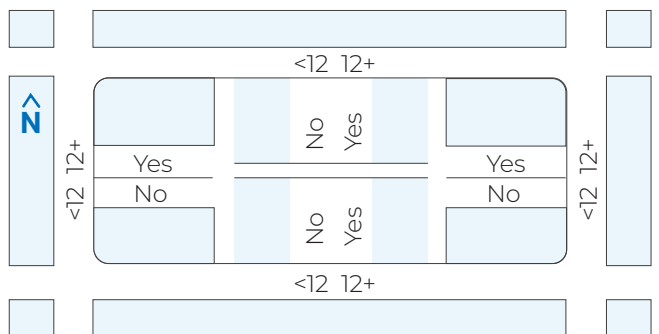 <12 12+
N
No
Yes
<12 12+
Yes
No
Yes
No
<12 12+
No
Yes
<12 12+